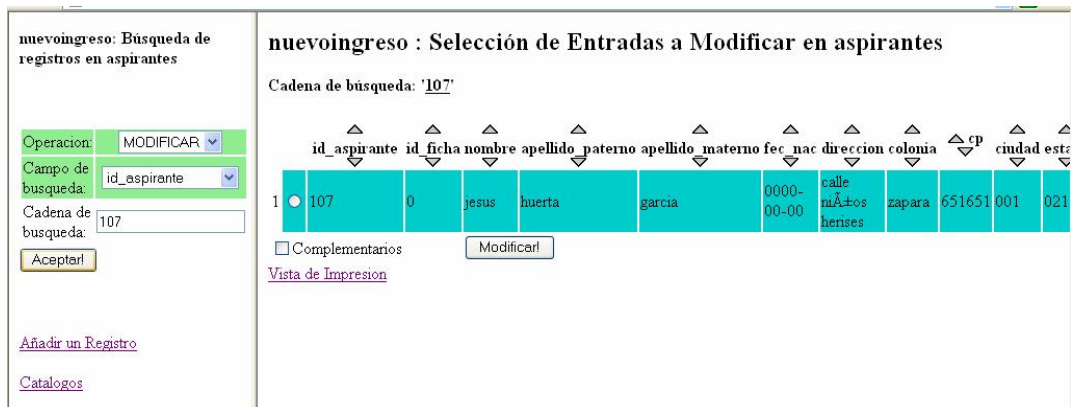 nuevoingreso: Búsqueda de
registros en aspirantes
Operacion: MODIFICAR
Campo de
busqueda: id_aspirante
Cadena de
busqueda: 107
Aceptar!
Añadir un Registro
Catalogos
nuevoingreso : Selección de Entradas a Modificar en aspirantes
Cadena de búsqueda: '107'
id_aspirante id_ficha nombre apellido_paterno apellido_materno fec_nac direccion colonia cp ciudad esta
1 107 0 jesus huerta garcia 0000-00-00 calle niÃ±os herises zapara 651651 001 021
Complementarios Modificar!
Vista de Impresion